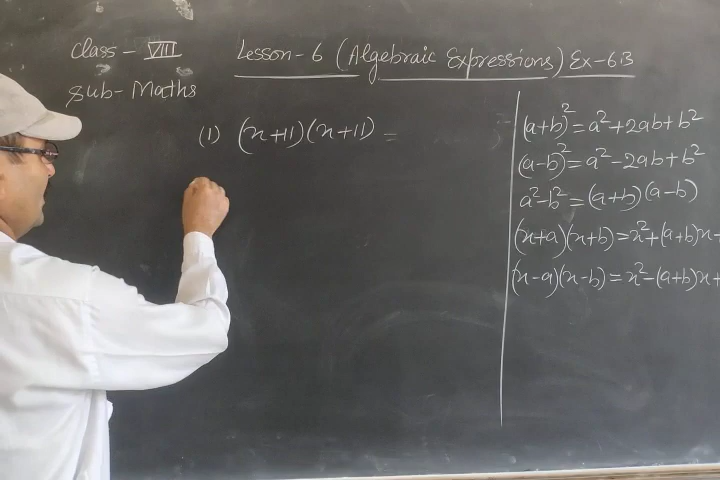 Class - VIII
Sub- Maths
Lesson-6 (Algebraic Expressions) Ex-6B
(1) (x+11)(x+11) =
(a+b)²=a²+2ab+b²
(a-b)²=a²-2ab+b²
a²-b²=(a+b)(a-b)
(x+a)(x+b)=x²+(a+b)x+
(x-a)(x-b)=x²-(a+b)x+